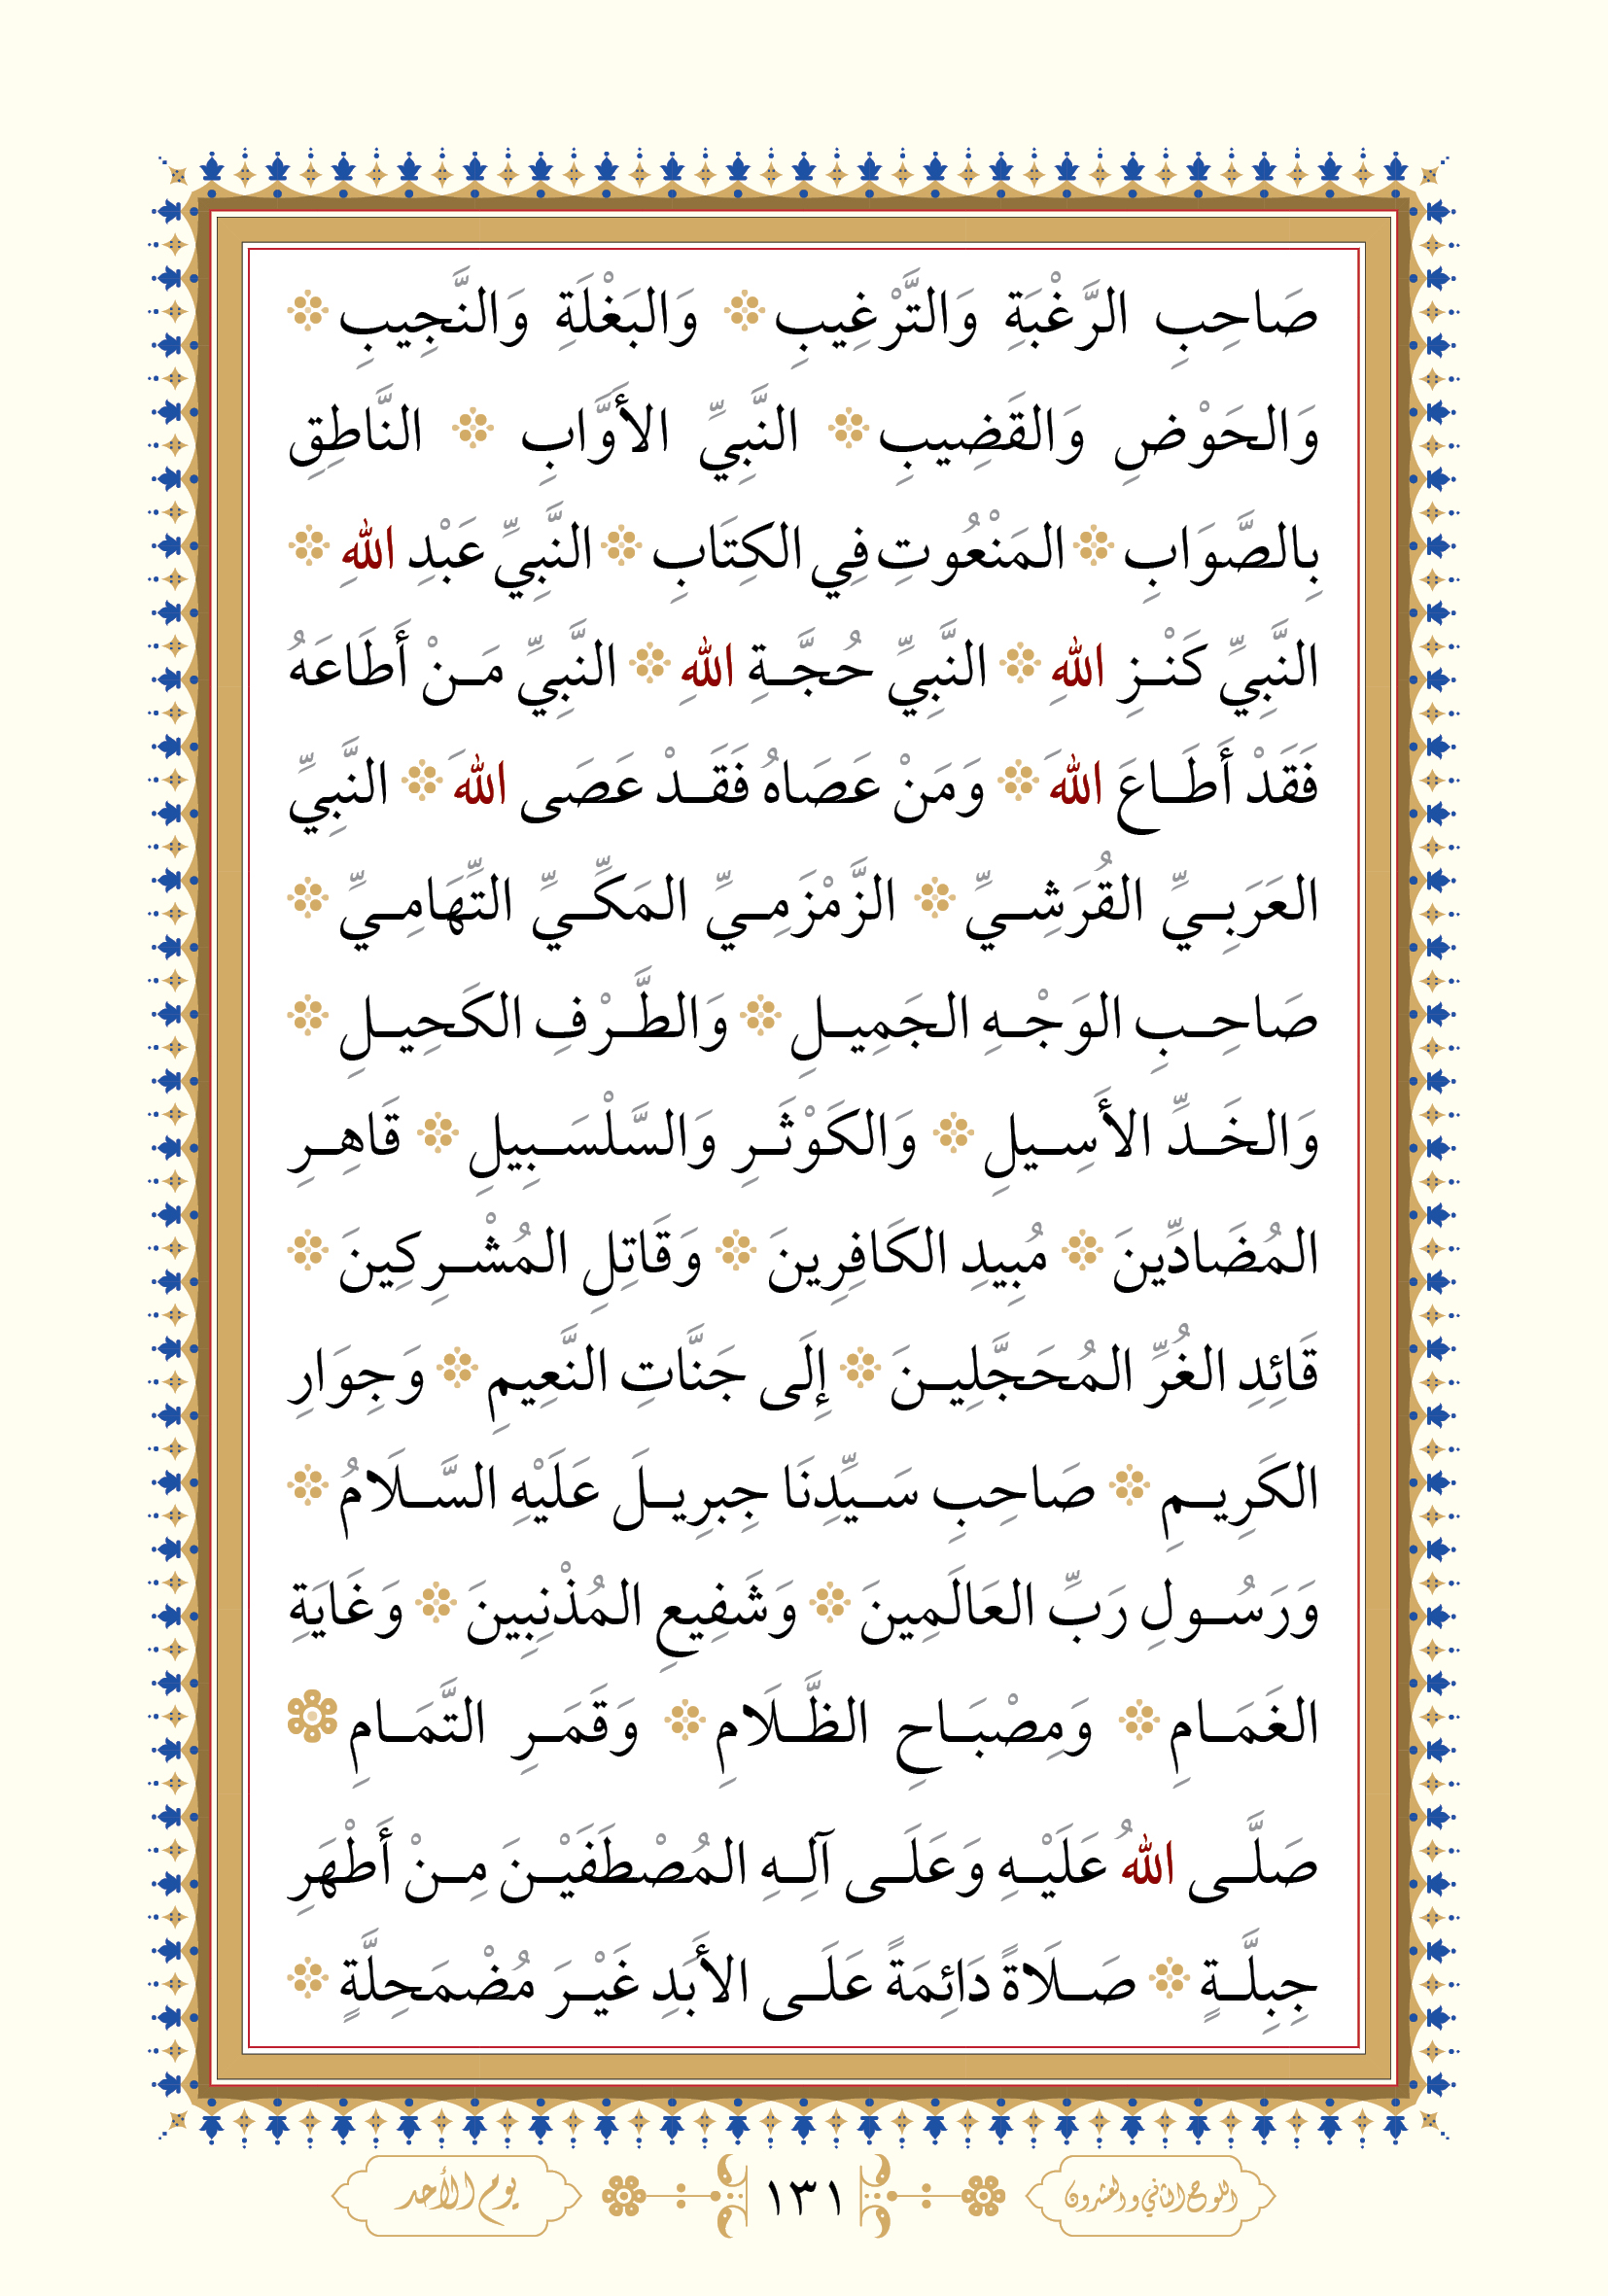 صَاحِبِ الرَّغْبَةِ وَالتَّرْغِيبِ ۞ وَالبَغْلَةِ وَالنَّجِيبِ ۞
وَالحَوْضِ وَالقَضِيبِ ۞ النَّبِيِّ الأَوَّابِ ۞ النَّاطِقِ
بِالصَّوَابِ ۞ المَنْعُوتِ فِي الكِتَابِ ۞ النَّبِيِّ عَبْدِ اللهِ ۞
النَّبِيِّ كَنْزِ اللهِ ۞ النَّبِيِّ حُجَّةِ اللهِ ۞ النَّبِيِّ مَنْ أَطَاعَهُ
فَقَدْ أَطَاعَ اللهَ ۞ وَمَنْ عَصَاهُ فَقَدْ عَصَى اللهَ ۞ النَّبِيِّ
العَرَبِيِّ القُرَشِيِّ ۞ الزَّمْزَمِيِّ المَكِّيِّ التِّهَامِيِّ ۞
صَاحِبِ الوَجْهِ الجَمِيلِ ۞ وَالطَّرْفِ الكَحِيلِ ۞
وَالخَدِّ الأَسِيلِ ۞ وَالكَوْثَرِ وَالسَّلْسَبِيلِ ۞ قَاهِرِ
المُضَادِّينَ ۞ مُبِيدِ الكَافِرِينَ ۞ وَقَاتِلِ المُشْرِكِينَ ۞
قَائِدِ الغُرِّ المُحَجَّلِينَ ۞ إِلَى جَنَّاتِ النَّعِيمِ ۞ وَجِوَارِ
الكَرِيمِ ۞ صَاحِبِ سَيِّدِنَا جِبرِيلَ عَلَيْهِ السَّلَامُ ۞
وَرَسُولِ رَبِّ العَالَمِينَ ۞ وَشَفِيعِ المُذْنِبِينَ ۞ وَغَايَةِ
الغَمَامِ ۞ وَمِصْبَاحِ الظَّلَامِ ۞ وَقَمَرِ التَّمَامِ ۞
صَلَّى اللهُ عَلَيْهِ وَعَلَى آلِهِ المُصْطَفَيْنَ مِنْ أَطْهَرِ
جِبِلَّةٍ ۞ صَلَاةً دَائِمَةً عَلَى الأَبَدِ غَيْرَ مُضْمَحِلَّةٍ ۞
اللوح الثاني والعشرون ١٣١ يوم الأحد